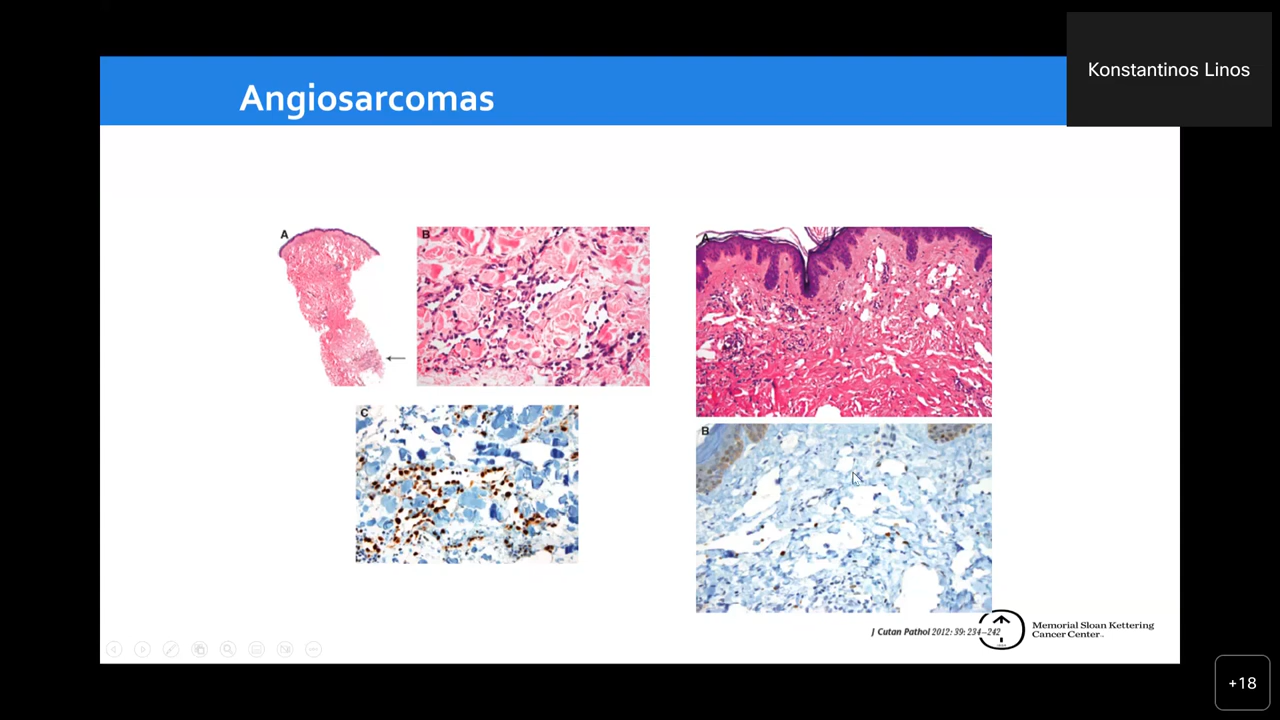 Konstantinos Linos
Angiosarcomas
A
B
A
C
B
J Cutan Pathol 2012: 39: 234–242
Memorial Sloan Kettering
Cancer Center
+18